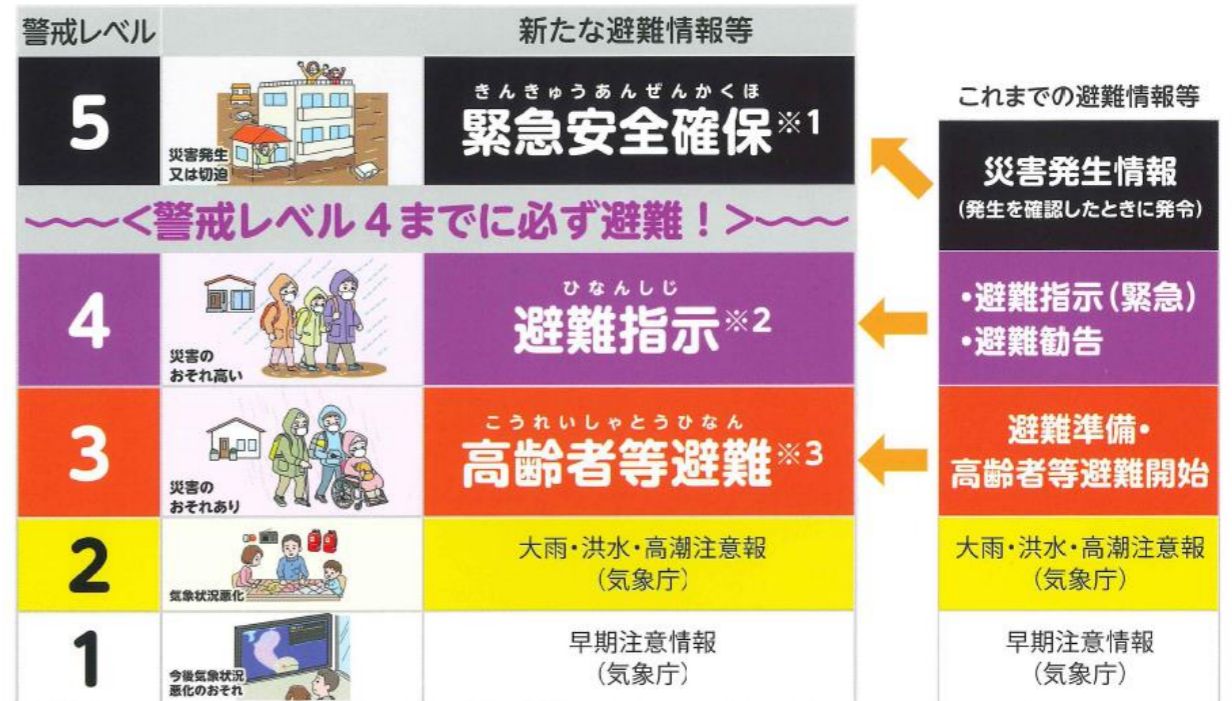 警戒レベル
新たな避難情報等
5
災害発生
又は切迫
きんきゅうあんぜんかくほ
緊急安全確保※1
〜〜〜<警戒レベル4までに必ず避難！>〜〜〜
4
災害の
おそれ高い
ひなんしじ
避難指示※2
3
災害の
おそれあり
こうれいしゃとうひなん
高齢者等避難※3
2
気象状況悪化
大雨・洪水・高潮注意報
（気象庁）
1
今後気象状況
悪化のおそれ
早期注意情報
（気象庁）
これまでの避難情報等
災害発生情報
（発生を確認したときに発令）
・避難指示（緊急）
・避難勧告
避難準備・
高齢者等避難開始
大雨・洪水・高潮注意報
（気象庁）
早期注意情報
（気象庁）